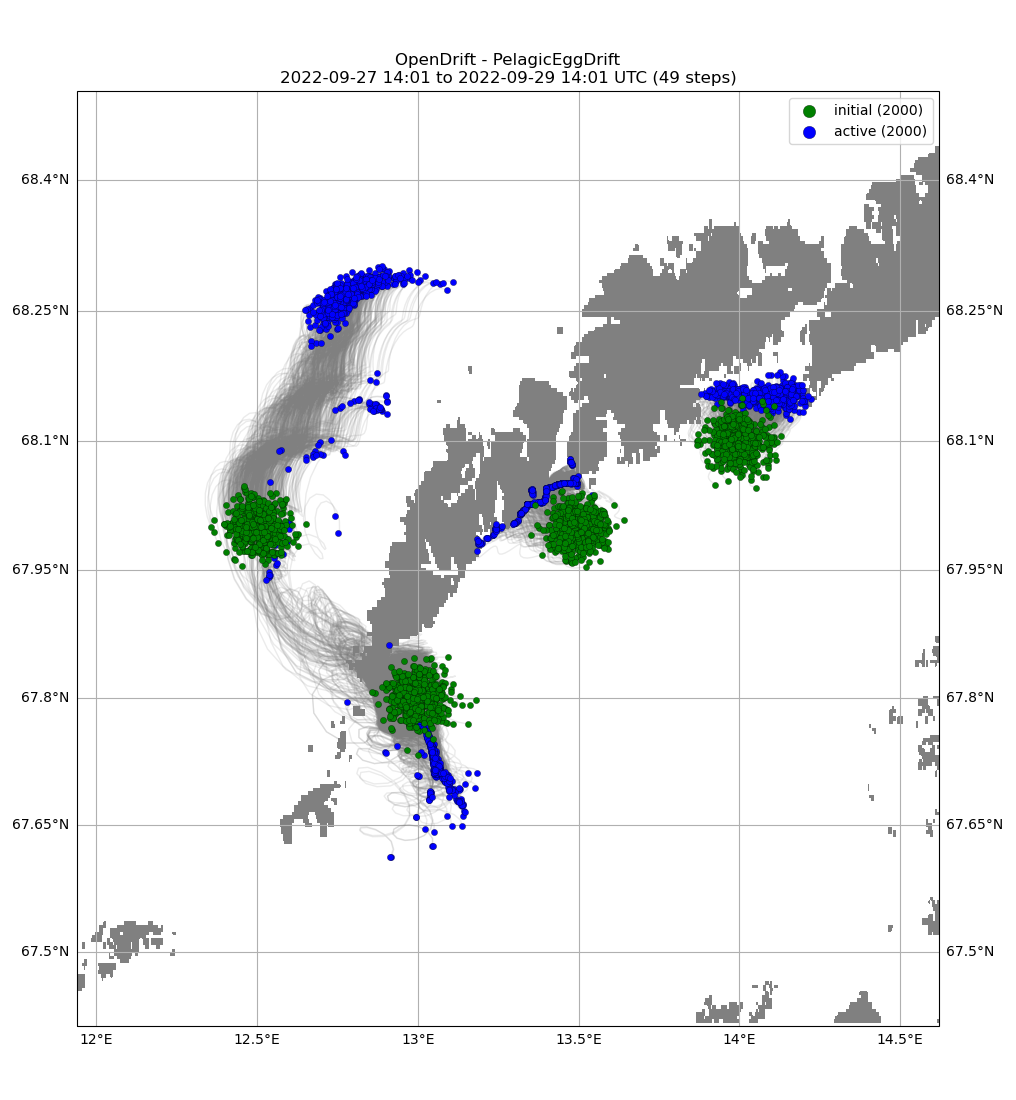 OpenDrift - PelagicEggDrift
2022-09-27 14:01 to 2022-09-29 14:01 UTC (49 steps)
initial (2000)
active (2000)
68.4°N
68.4°N
68.25°N
68.25°N
68.1°N
68.1°N
67.95°N
67.95°N
67.8°N
67.8°N
67.65°N
67.65°N
67.5°N
67.5°N
12°E
12.5°E
13°E
13.5°E
14°E
14.5°E